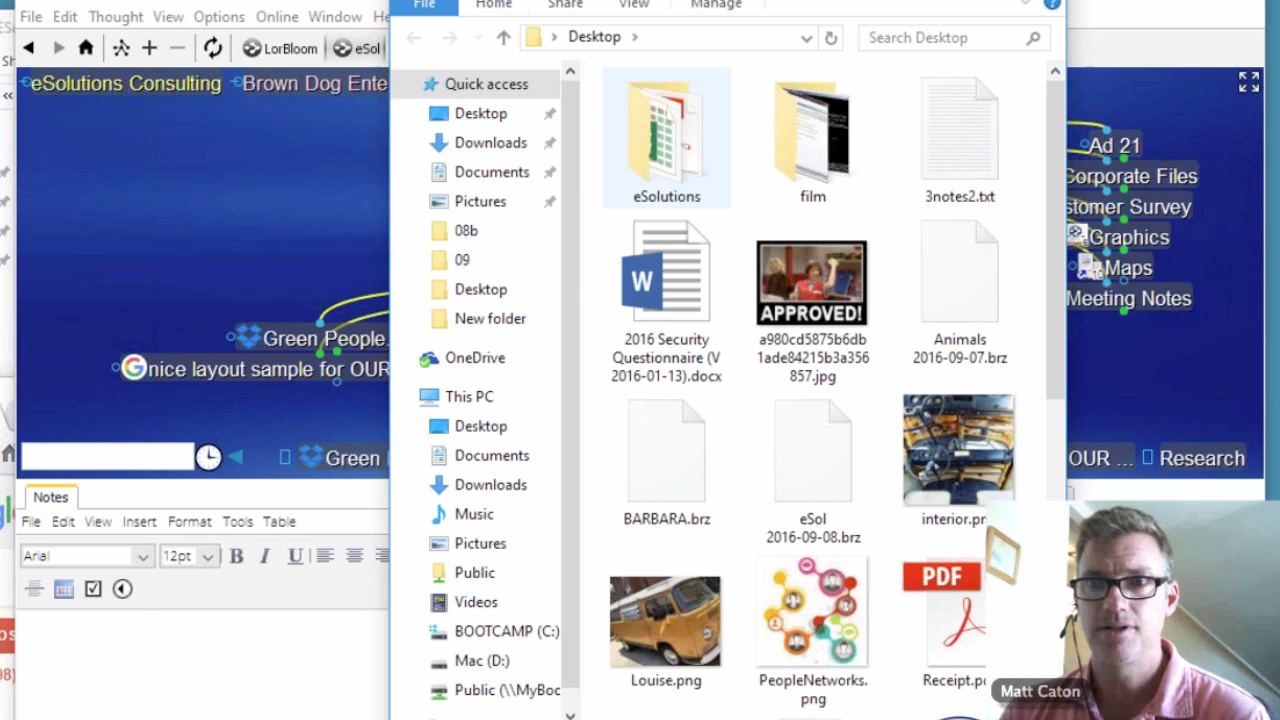 File Edit Thought View Options Online Window
LorBloom eSol
eSolutions Consulting Brown Dog Ente
Green People.
nice layout sample for OUR
Green
Notes
File Edit View Insert Format Tools Table
Arial 12pt B I U
File Home Share View Manage
Desktop Search Desktop
Quick access
Desktop
Downloads
Documents
Pictures
08b
09
Desktop
New folder
OneDrive
This PC
Desktop
Documents
Downloads
Music
Pictures
Public
Videos
BOOTCAMP (C:)
Mac (D:)
Public (\\MyBoc
eSolutions film 3notes2.txt
W
2016 Security
Questionnaire (V
2016-01-13).docx
APPROVED!
a980cd5875b6db
1ade84215b3a356
857.jpg
Animals
2016-09-07.brz
BARBARA.brz
eSol
2016-09-08.brz
interior.pn
Louise.png
PeopleNetworks.
png
PDF
Receipt.pd
Ad 21
Corporate Files
stomer Survey
Graphics
Maps
Meeting Notes
OUR ... Research
Matt Caton